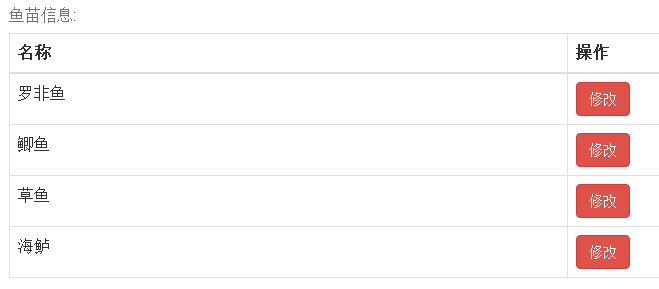 鱼苗信息:
名称 操作
罗非鱼 修改
鲫鱼 修改
草鱼 修改
海鲈 修改